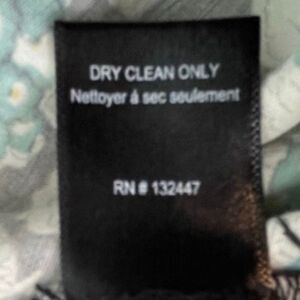 DRY CLEAN ONLY
Nettoyer á sec seulement
RN # 132447